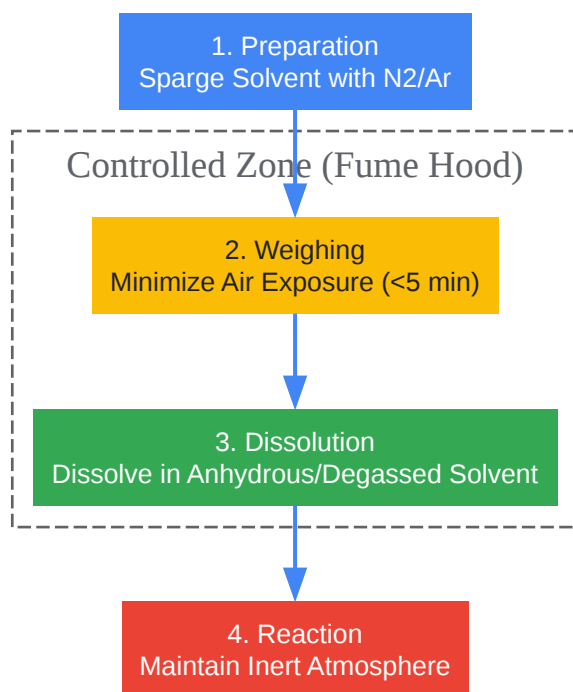 1. Preparation
Sparge Solvent with N2/Ar
Controlled Zone (Fume Hood)
2. Weighing
Minimize Air Exposure (<5 min)
3. Dissolution
Dissolve in Anhydrous/Degassed Solvent
4. Reaction
Maintain Inert Atmosphere